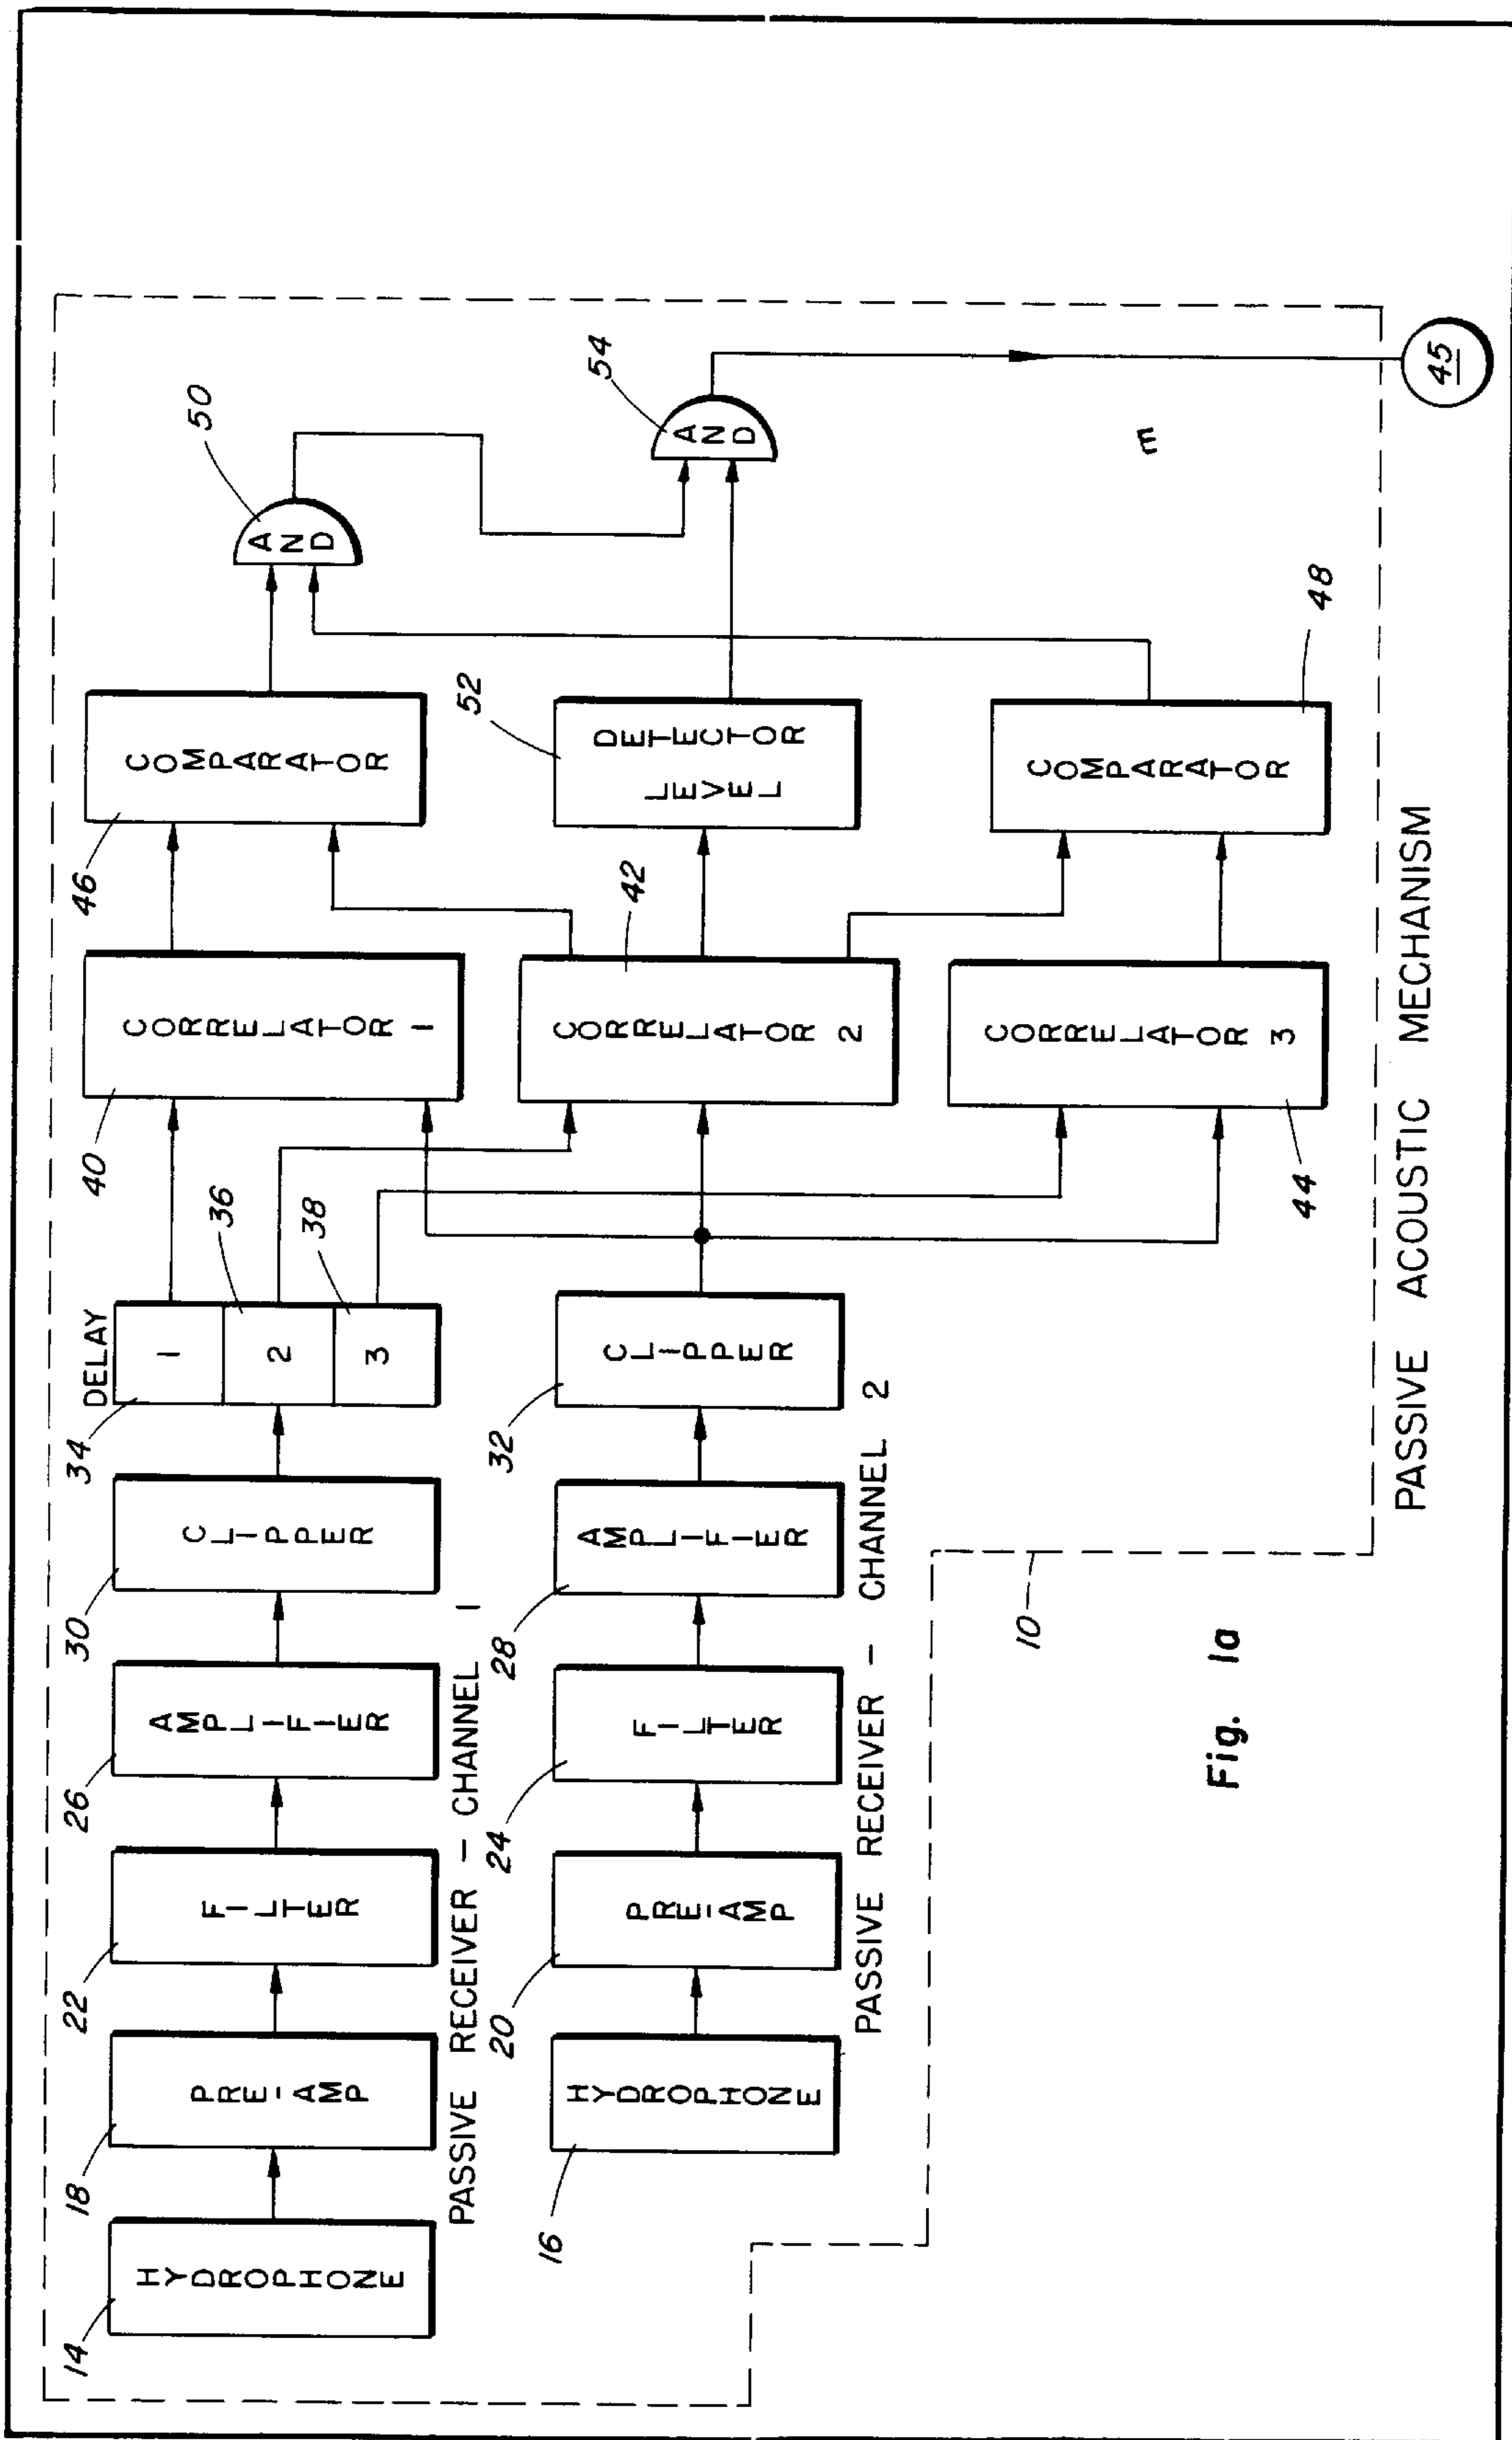 14
HYDROPHONE
18
PRE-AMP
22
FILTER
26
AMPLIFIER
30
CLIPPER
34
DELAY
1
2
3
36
38
PASSIVE RECEIVER - CHANNEL 1
16
HYDROPHONE
20
PRE-AMP
24
FILTER
28
AMPLIFIER
32
CLIPPER
PASSIVE RECEIVER - CHANNEL 2
40
CORRELATOR 1
42
CORRELATOR 2
44
CORRELATOR 3
46
COMPARATOR
52
DETECTOR
LEVEL
48
COMPARATOR
50
AND
54
AND
E
45
10
PASSIVE ACOUSTIC MECHANISM
Fig. 1a